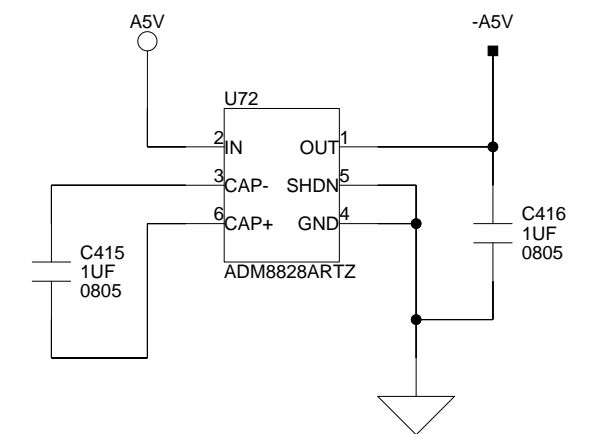 A5V
-A5V
U72
2
IN
OUT
1
3
CAP-
SHDN
5
6
CAP+
GND
4
C415
1UF
0805
ADM8828ARTZ
C416
1UF
0805